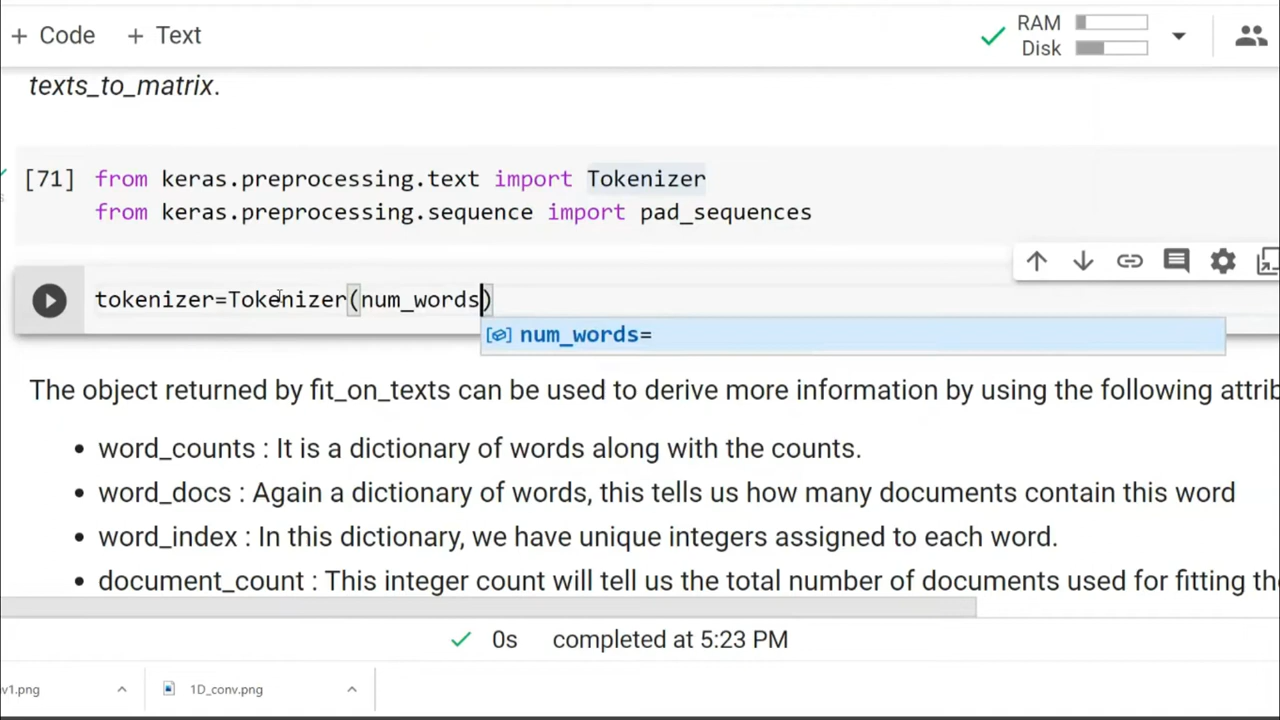 + Code + Text
RAM
Disk
texts_to_matrix.
[71] from keras.preprocessing.text import Tokenizer
from keras.preprocessing.sequence import pad_sequences
tokenizer=Tokenizer(num_words)
num_words=
The object returned by fit_on_texts can be used to derive more information by using the following attrib
• word_counts : It is a dictionary of words along with the counts.
• word_docs : Again a dictionary of words, this tells us how many documents contain this word
• word_index : In this dictionary, we have unique integers assigned to each word.
• document_count : This integer count will tell us the total number of documents used for fitting the
0s completed at 5:23 PM
v1.png
1D_conv.png